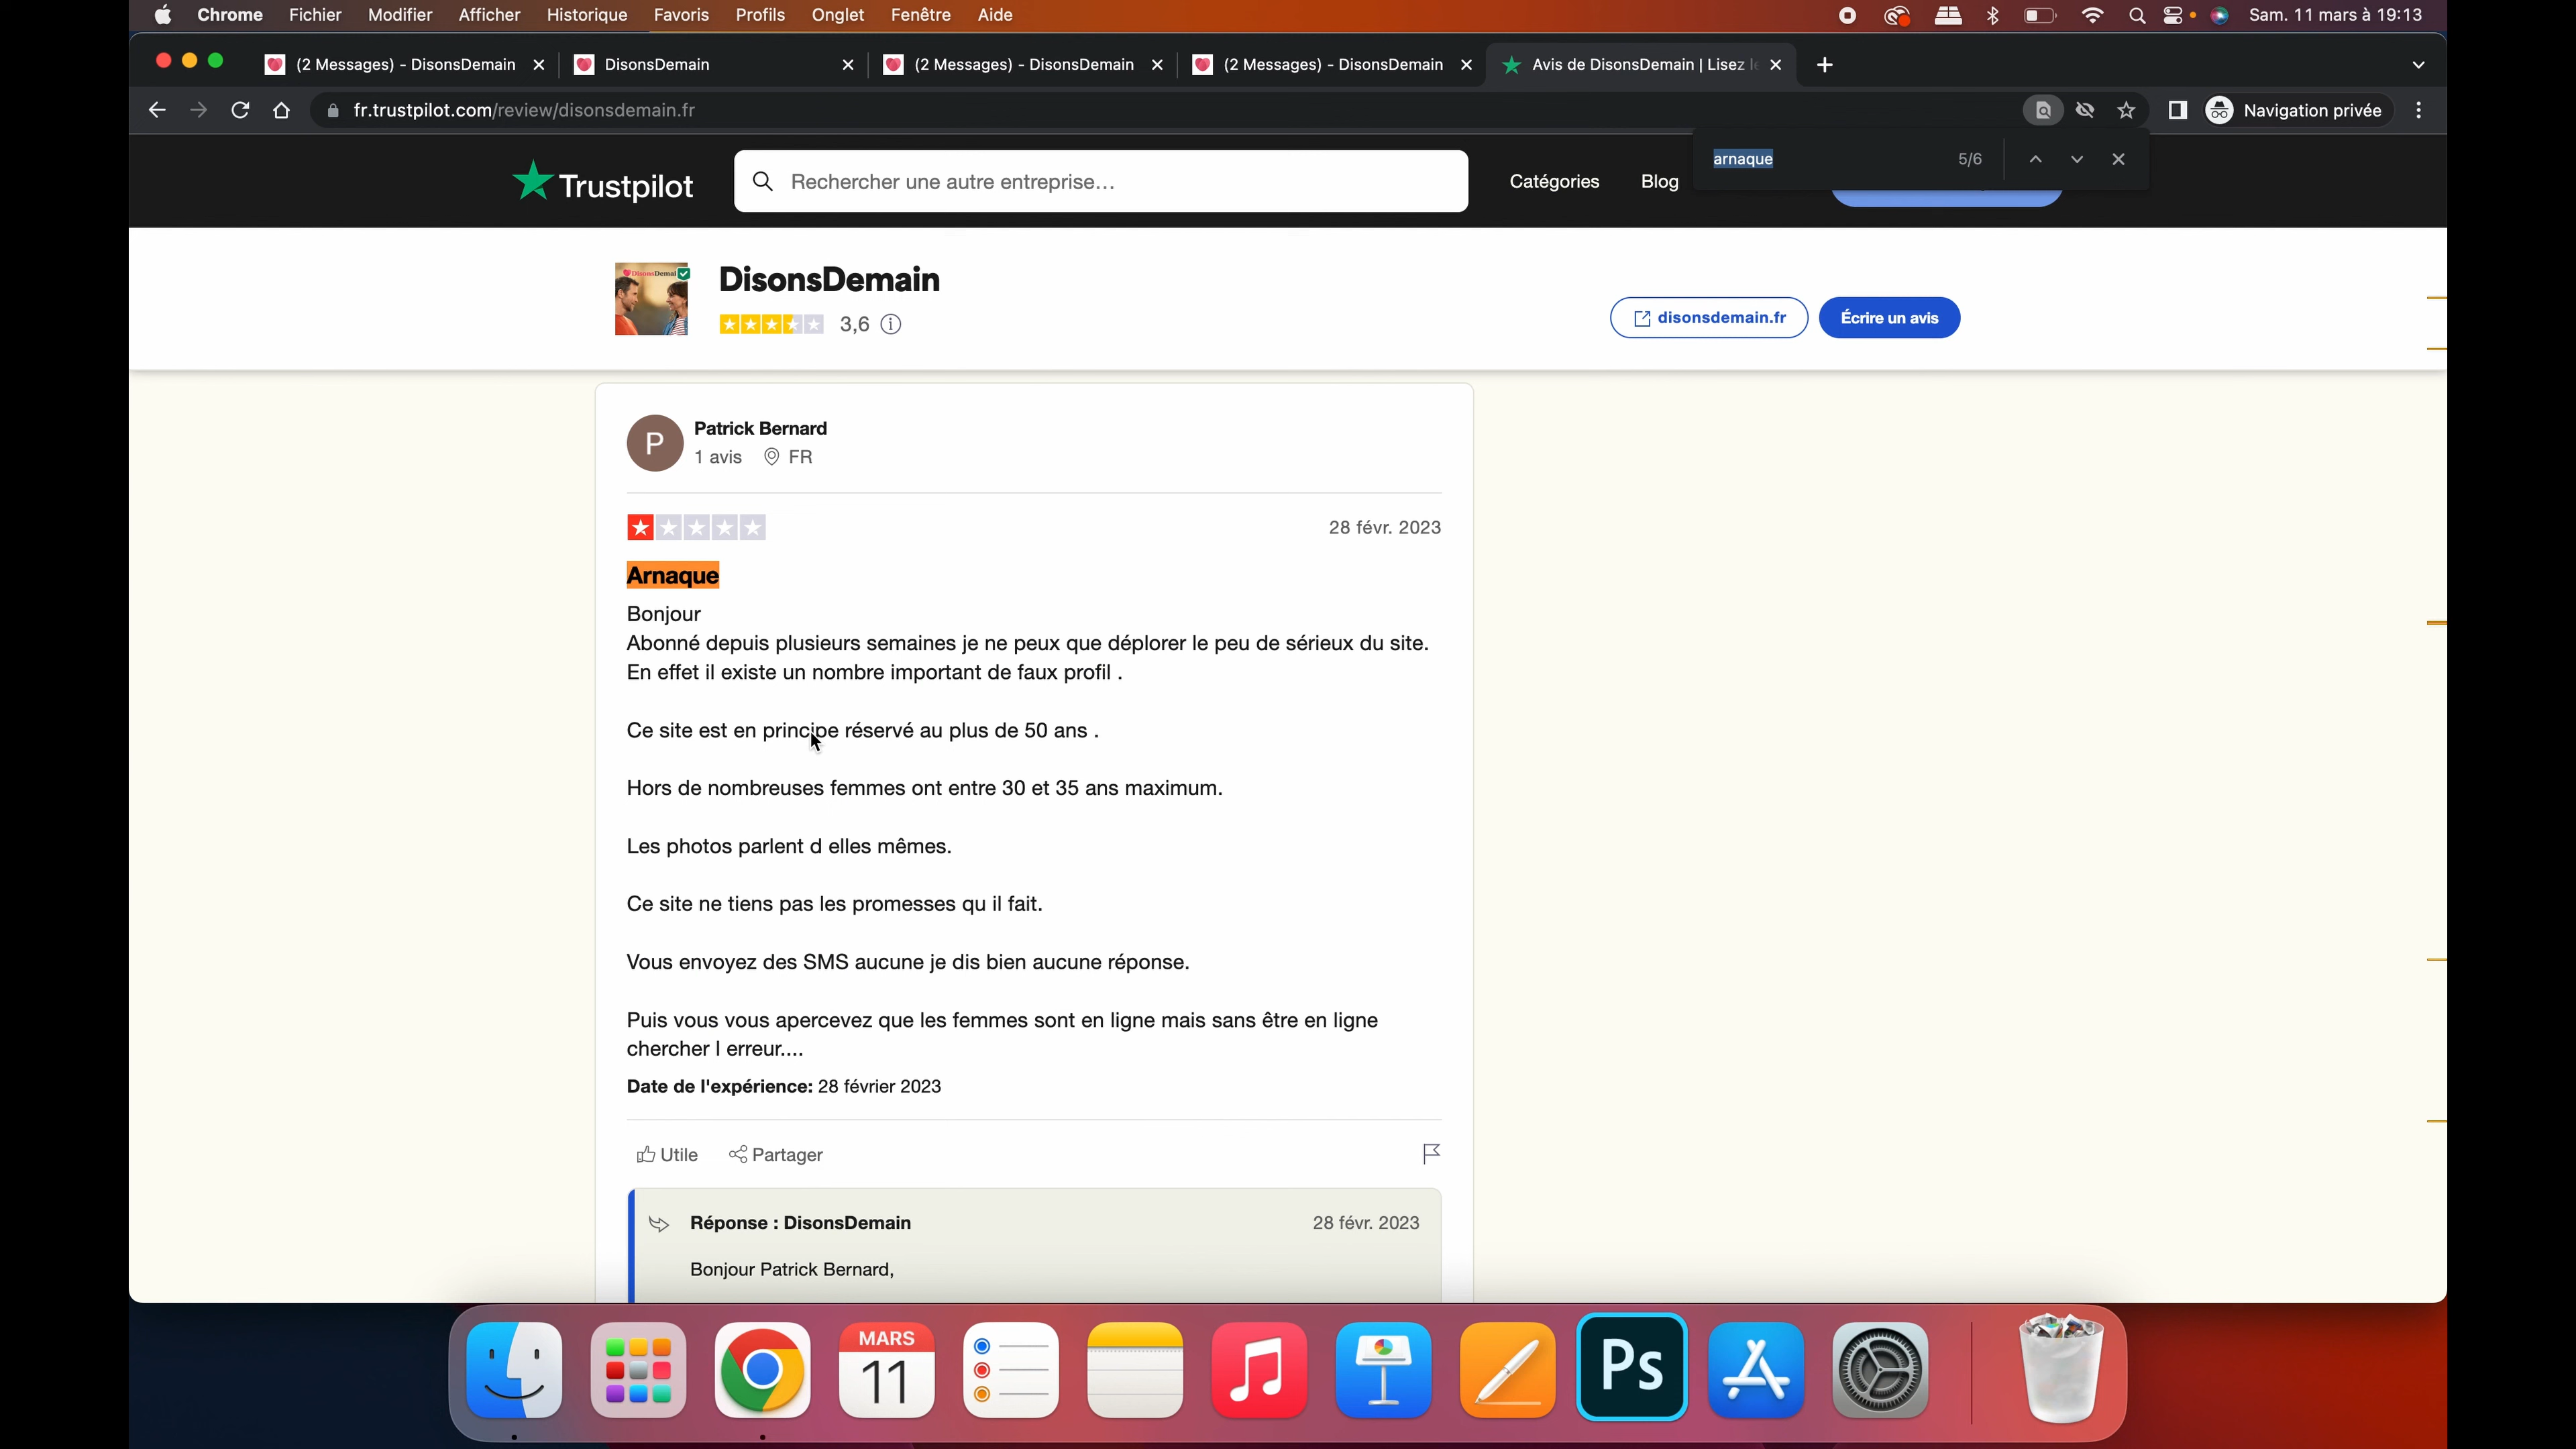 Chrome Fichier Modifier Afficher Historique Favoris Profils Onglet Fenêtre Aide Sam. 11 mars à 19:13
(2 Messages) - DisonsDemain DisonsDemain (2 Messages) - DisonsDemain (2 Messages) - DisonsDemain Avis de DisonsDemain | Lisez
fr.trustpilot.com/review/disonsdemain.fr Navigation privée
arnaque 5/6
Trustpilot Rechercher une autre entreprise… Catégories Blog
DisonsDemain
3,6
disonsdemain.fr Écrire un avis
P
Patrick Bernard
1 avis FR
28 févr. 2023
Arnaque
Bonjour
Abonné depuis plusieurs semaines je ne peux que déplorer le peu de sérieux du site.
En effet il existe un nombre important de faux profil .
Ce site est en principe réservé au plus de 50 ans .
Hors de nombreuses femmes ont entre 30 et 35 ans maximum.
Les photos parlent d elles mêmes.
Ce site ne tiens pas les promesses qu il fait.
Vous envoyez des SMS aucune je dis bien aucune réponse.
Puis vous vous apercevez que les femmes sont en ligne mais sans être en ligne
chercher l erreur....
Date de l'expérience: 28 février 2023
Utile Partager
Réponse : DisonsDemain 28 févr. 2023
Bonjour Patrick Bernard,
MARS
11
Ps